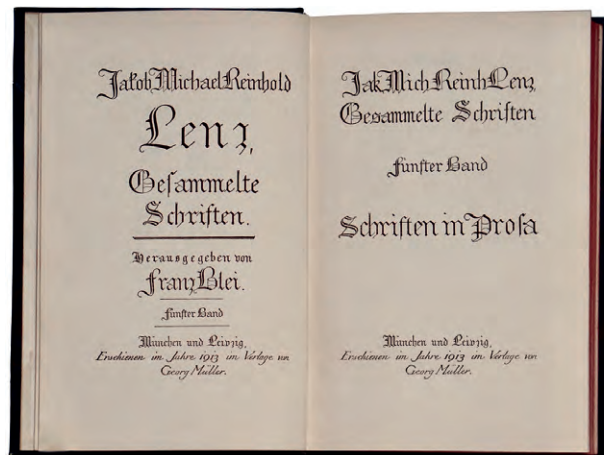 Jakob Michael Reinhold
Lenz,
Geſammelte
Schriften.
Herausgegeben von
Franz Blei.
Fünfter Band
München und Leipzig,
Erschienen im Jahre 1913 im Verlage von
Georg Müller.
Jak Mich Reinh Lenz
Gesammelte Schriften
Fünfter Band
Schriften in Proſa
München und Leipzig,
Erschienen im Jahre 1913 im Verlage von
Georg Müller.